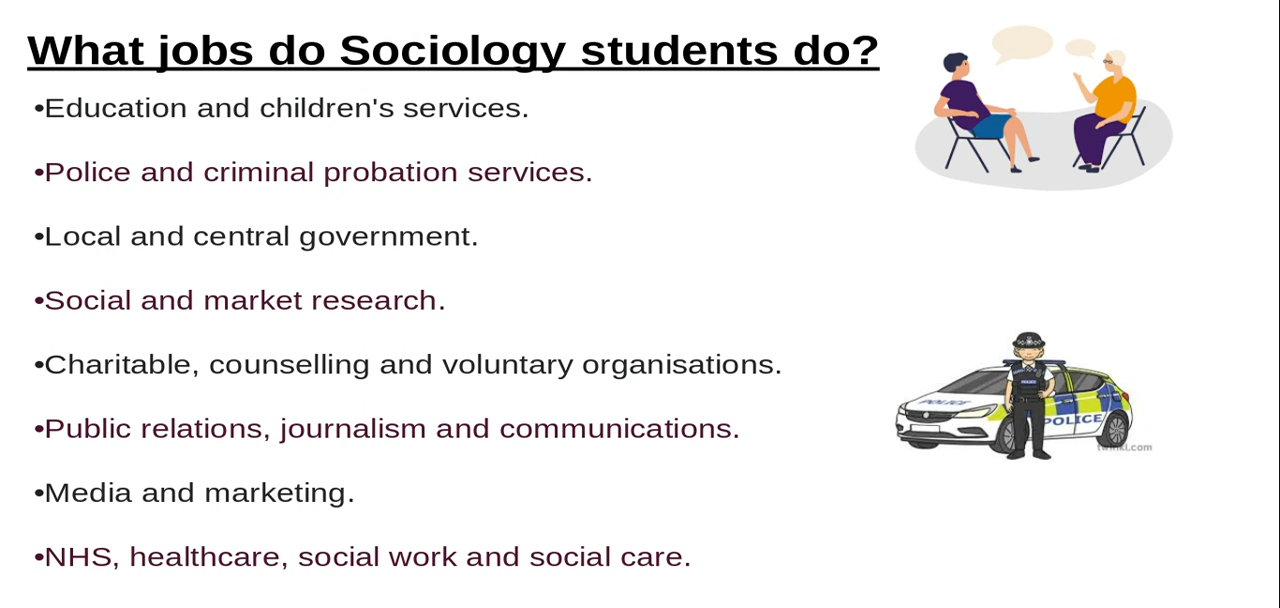 What jobs do Sociology students do?
•Education and children's services.
•Police and criminal probation services.
•Local and central government.
•Social and market research.
•Charitable, counselling and voluntary organisations.
•Public relations, journalism and communications.
•Media and marketing.
•NHS, healthcare, social work and social care.
POLICE
POLICE
POLICE